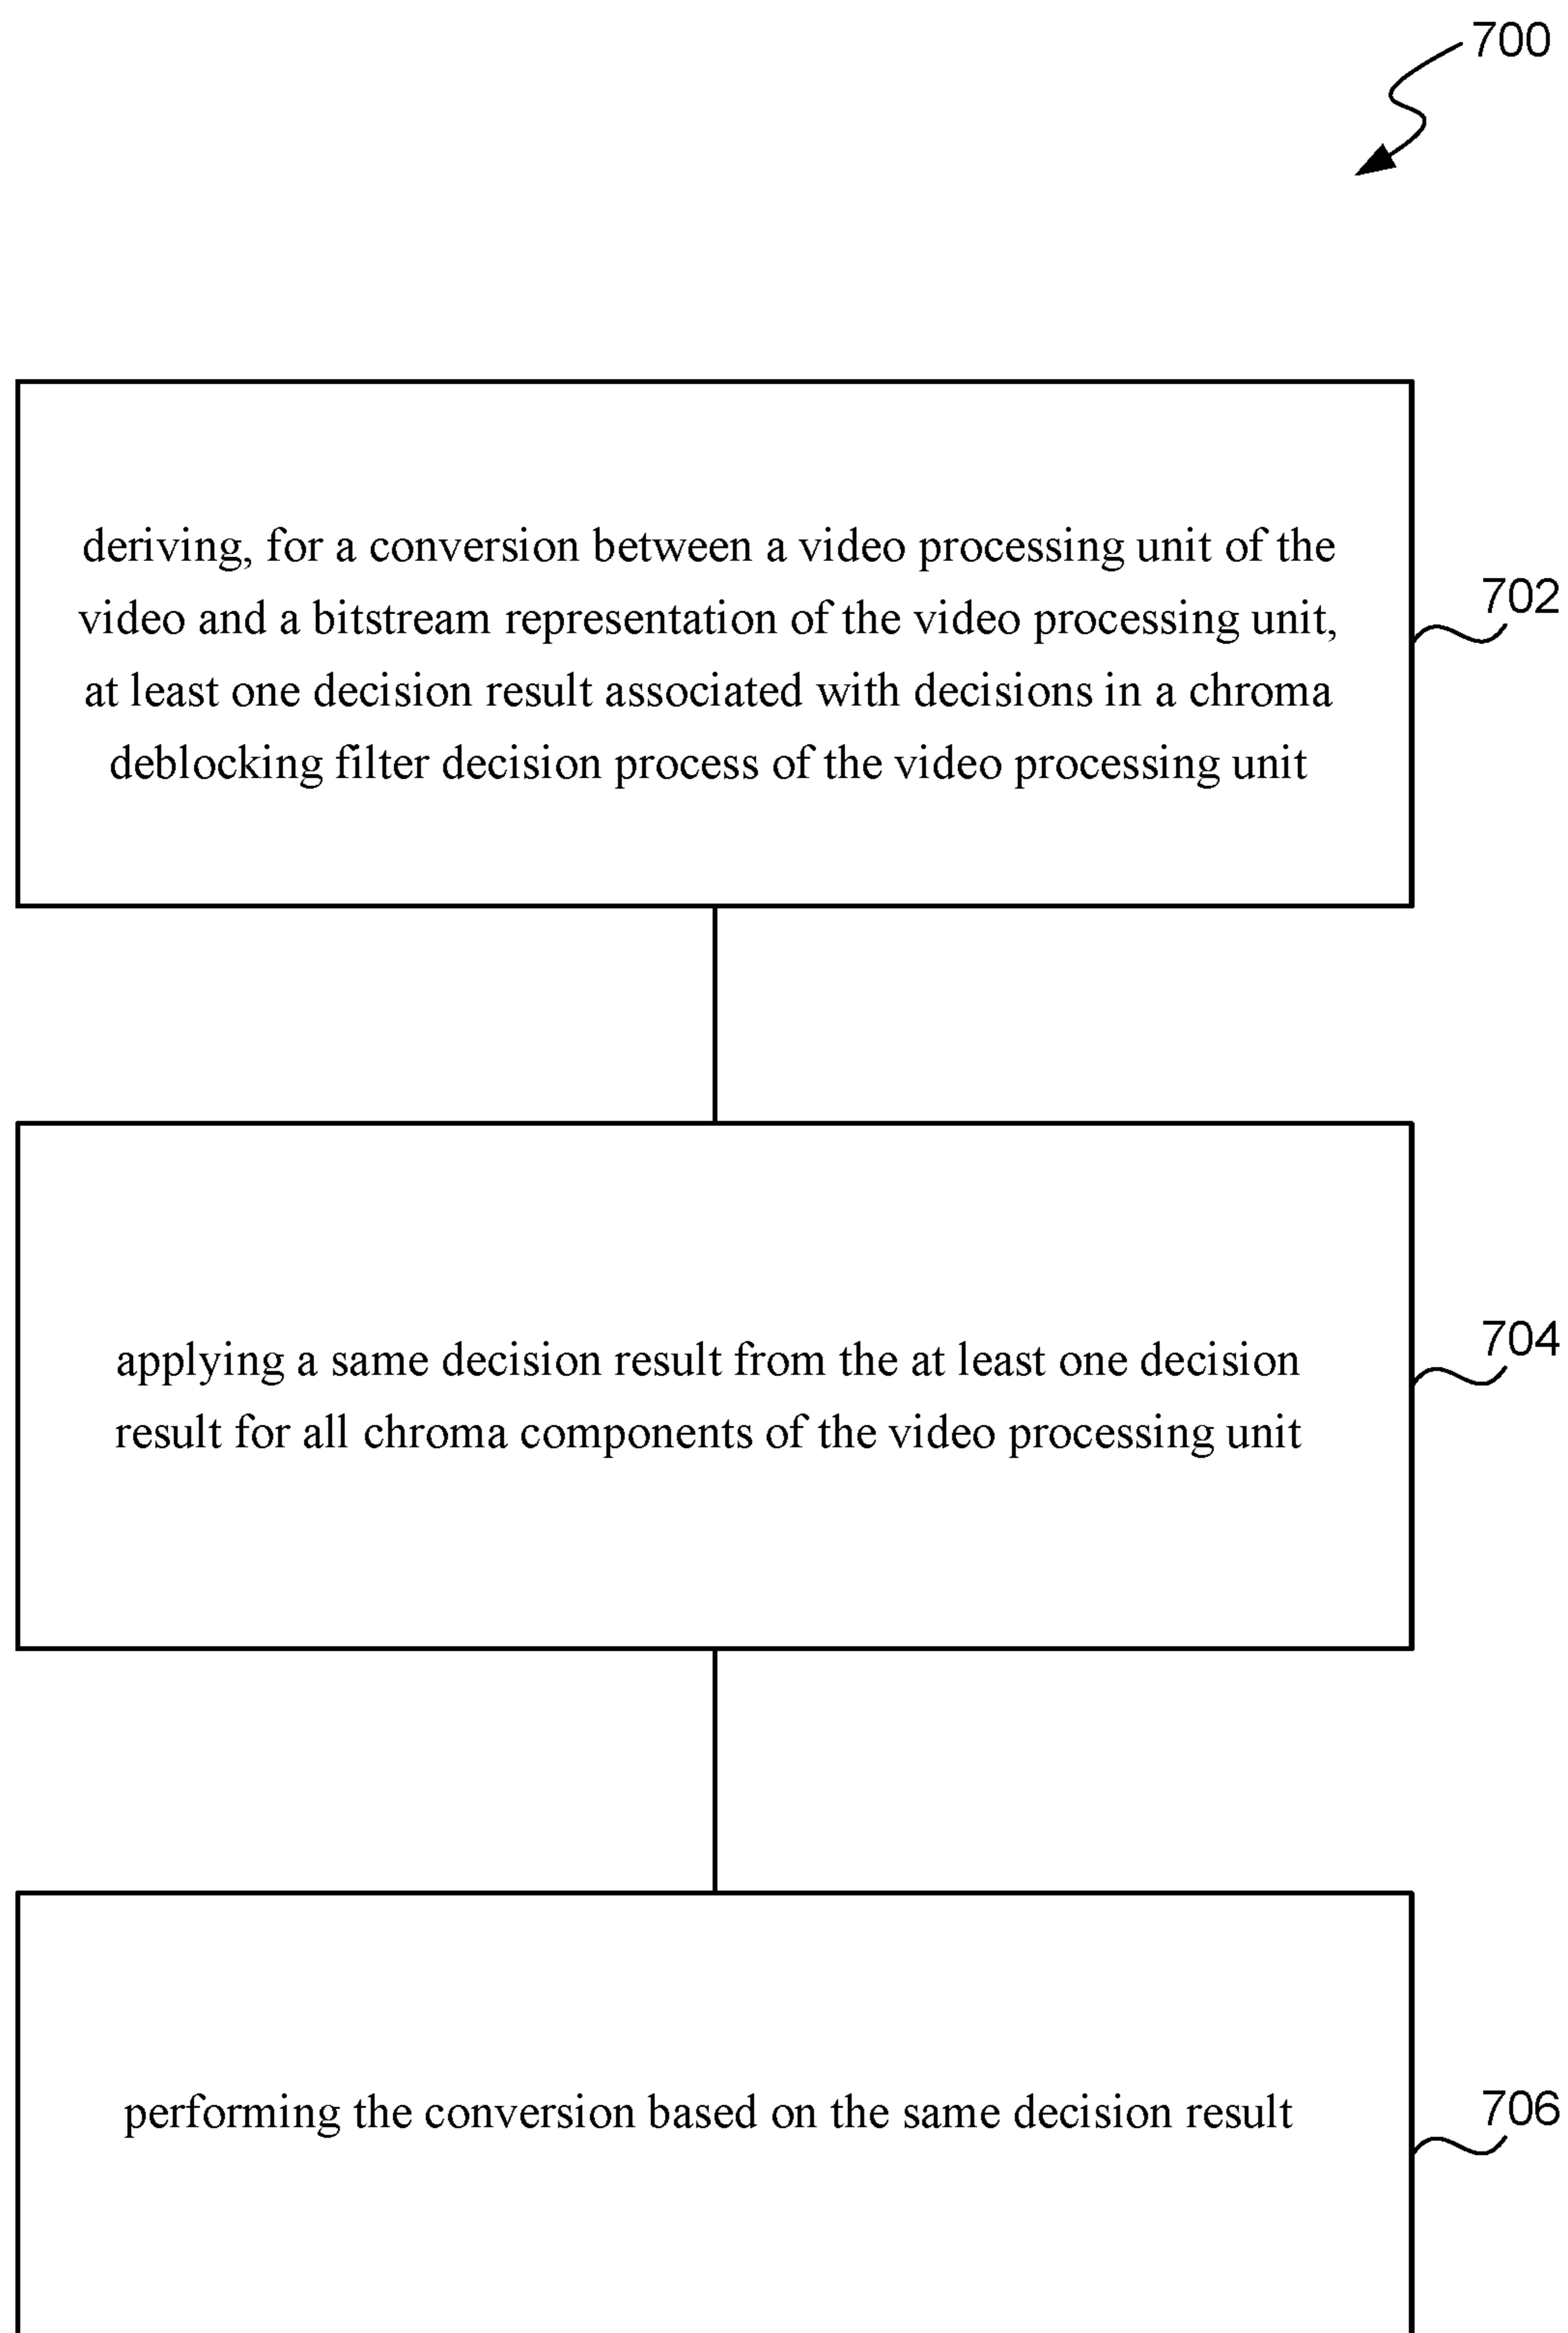 700
deriving, for a conversion between a video processing unit of the
video and a bitstream representation of the video processing unit,
at least one decision result associated with decisions in a chroma
deblocking filter decision process of the video processing unit
702
applying a same decision result from the at least one decision
result for all chroma components of the video processing unit
704
performing the conversion based on the same decision result
706